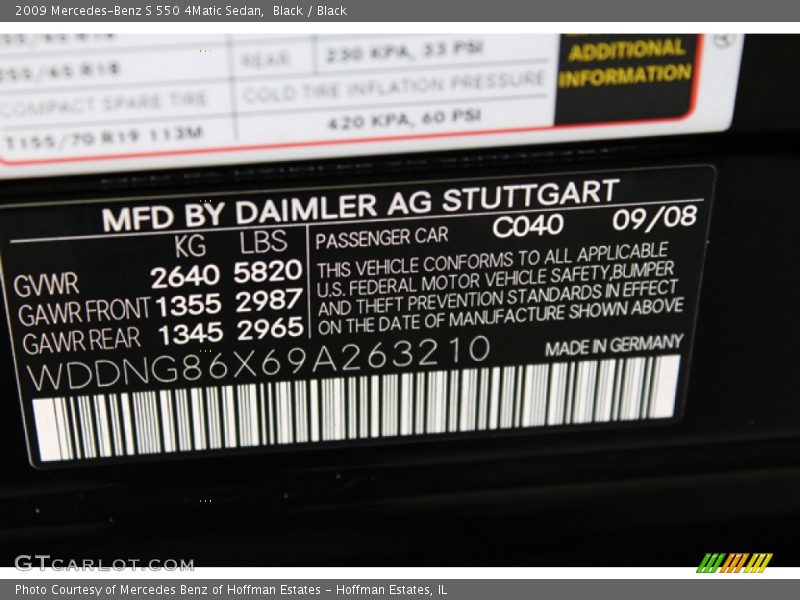 2009 Mercedes-Benz S 550 4Matic Sedan, Black / Black
255/45 R18
REAR
230 KPA, 33 PSI
COMPACT SPARE TIRE
COLD TIRE INFLATION PRESSURE
T155/70 R19 113M
420 KPA, 60 PSI
ADDITIONAL
INFORMATION
MFD BY DAIMLER AG STUTTGART
KG LBS
GVWR 2640 5820
GAWR FRONT 1355 2987
GAWR REAR 1345 2965
PASSENGER CAR C040 09/08
THIS VEHICLE CONFORMS TO ALL APPLICABLE
U.S. FEDERAL MOTOR VEHICLE SAFETY,BUMPER
AND THEFT PREVENTION STANDARDS IN EFFECT
ON THE DATE OF MANUFACTURE SHOWN ABOVE
WDDNG86X69A263210
MADE IN GERMANY
GTCARLOT.COM
Photo Courtesy of Mercedes Benz of Hoffman Estates - Hoffman Estates, IL